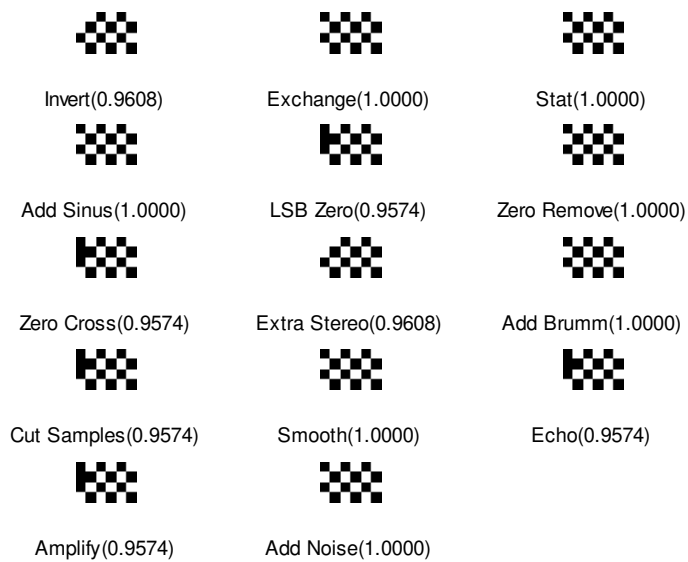 Invert(0.9608) Exchange(1.0000) Stat(1.0000)
Add Sinus(1.0000) LSB Zero(0.9574) Zero Remove(1.0000)
Zero Cross(0.9574) Extra Stereo(0.9608) Add Brumm(1.0000)
Cut Samples(0.9574) Smooth(1.0000) Echo(0.9574)
Amplify(0.9574) Add Noise(1.0000)